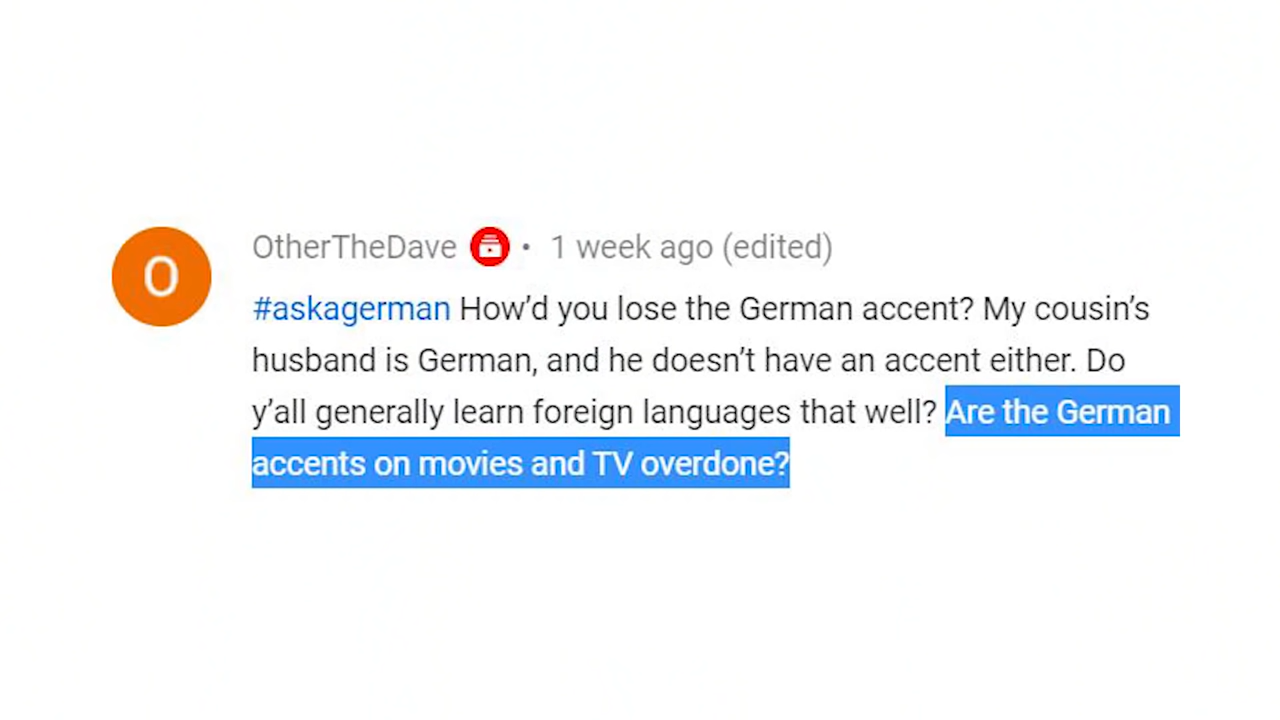 O
OtherTheDave • 1 week ago (edited)
#askagerman How’d you lose the German accent? My cousin’s
husband is German, and he doesn’t have an accent either. Do
y’all generally learn foreign languages that well? Are the German
accents on movies and TV overdone?